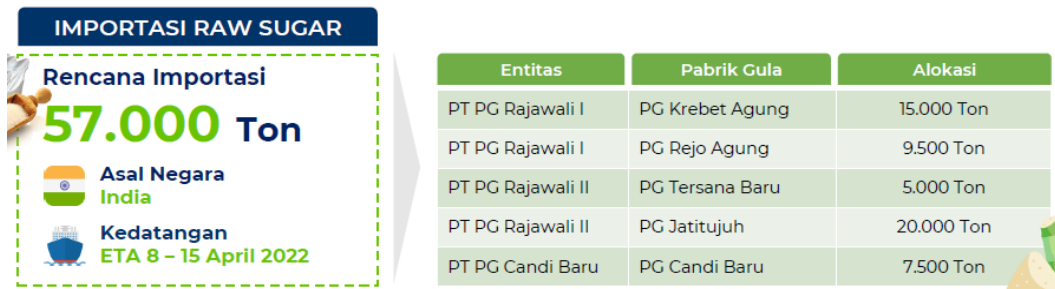 IMPORTASI RAW SUGAR
Rencana Importasi
57.000 Ton
Asal Negara
India
Kedatangan
ETA 8 – 15 April 2022
Entitas Pabrik Gula Alokasi
PT PG Rajawali I PG Krebet Agung 15.000 Ton
PT PG Rajawali I PG Rejo Agung 9.500 Ton
PT PG Rajawali II PG Tersana Baru 5.000 Ton
PT PG Rajawali II PG Jatitujuh 20.000 Ton
PT PG Candi Baru PG Candi Baru 7.500 Ton